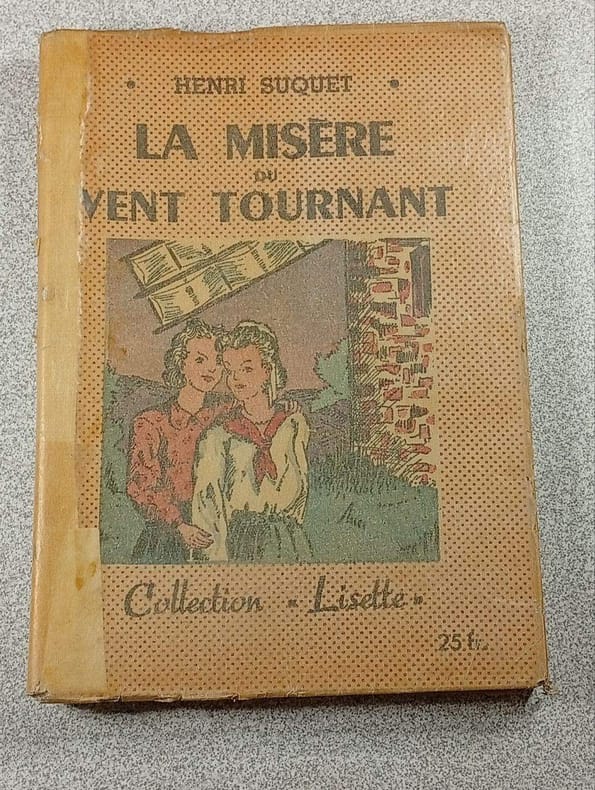 • HENRI SUQUET •
LA MISÈRE
DU
VENT TOURNANT
Collection "Lisette"
25 fr.